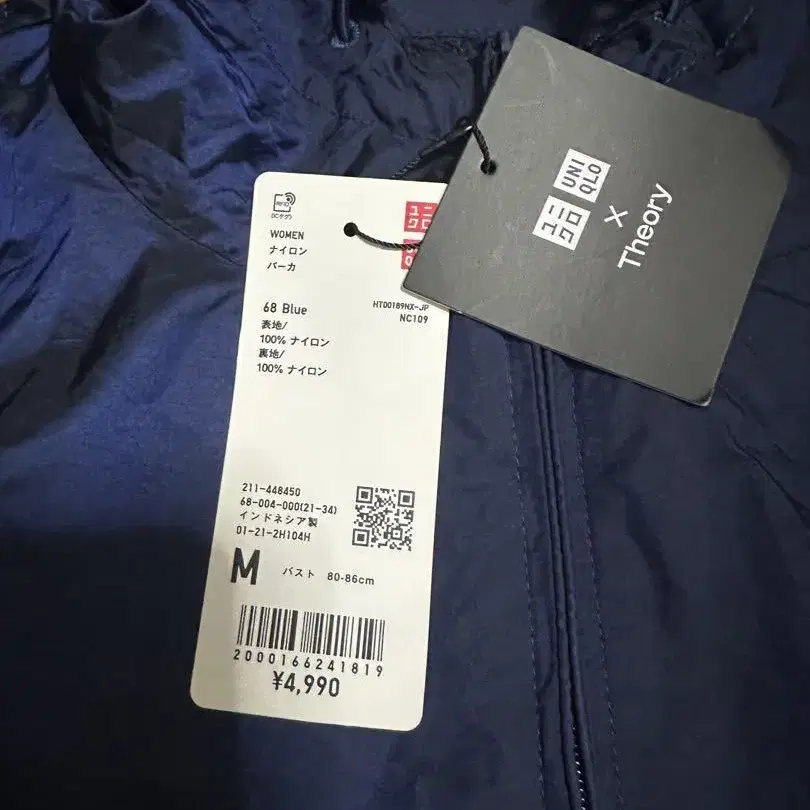 RFID
WOMEN
ナイロン
パーカ
68 Blue
HT00189HX-JP
NC109
表地/
100% ナイロン
裏地/
100% ナイロン
211-448450
68-004-000(21-34)
インドネシア製
01-21-2H104H
M バスト 80-86cm
2000166241819
¥4,990
ユニ
クロ
UNI
QLO
×
Theory